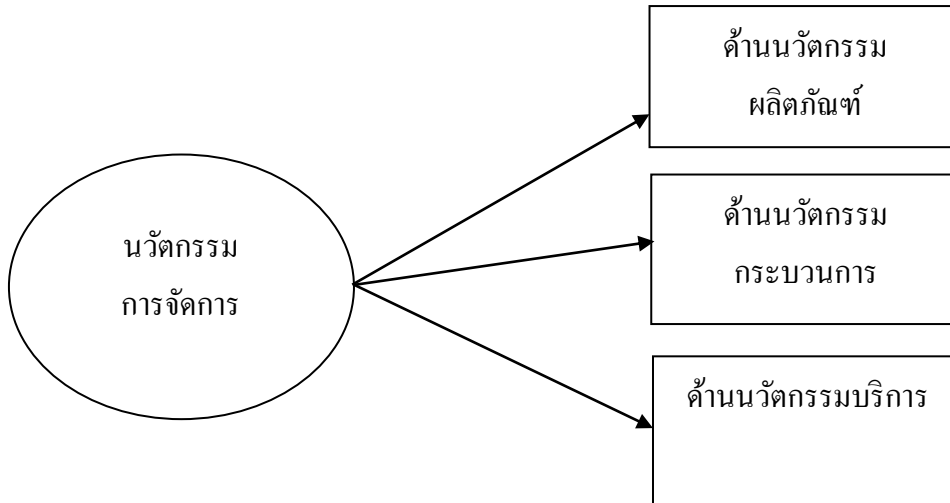 ด้านนวัตกรรม
ผลิตภัณฑ์
นวัตกรรม
การจัดการ
ด้านนวัตกรรม
กระบวนการ
ด้านนวัตกรรมบริการ